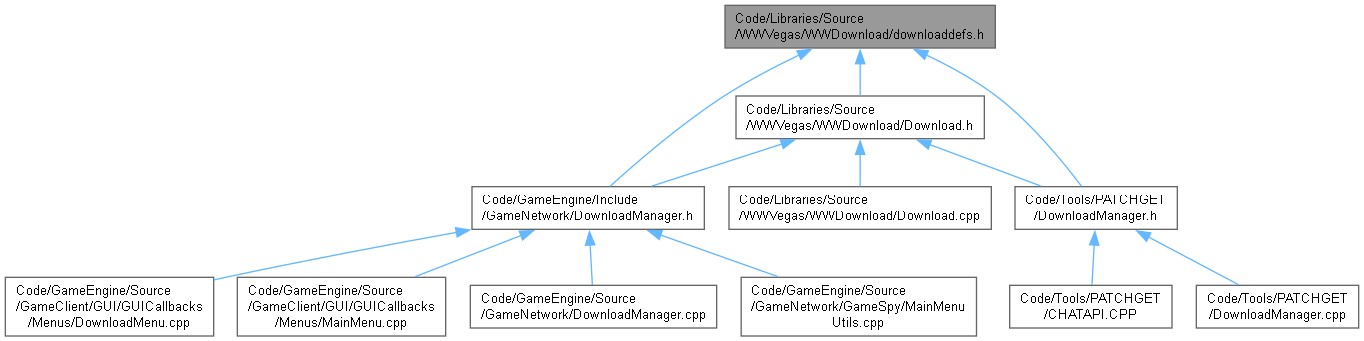 Code/Libraries/Source
/WWVegas/WWDownload/downloaddefs.h
Code/Libraries/Source
/WWVegas/WWDownload/Download.h
Code/GameEngine/Include
/GameNetwork/DownloadManager.h
Code/Libraries/Source
/WWVegas/WWDownload/Download.cpp
Code/Tools/PATCHGET
/DownloadManager.h
Code/GameEngine/Source
/GameClient/GUI/GUICallbacks
/Menus/DownloadMenu.cpp
Code/GameEngine/Source
/GameClient/GUI/GUICallbacks
/Menus/MainMenu.cpp
Code/GameEngine/Source
/GameNetwork/DownloadManager.cpp
Code/GameEngine/Source
/GameNetwork/GameSpy/MainMenu
Utils.cpp
Code/Tools/PATCHGET
/CHATAPI.CPP
Code/Tools/PATCHGET
/DownloadManager.cpp